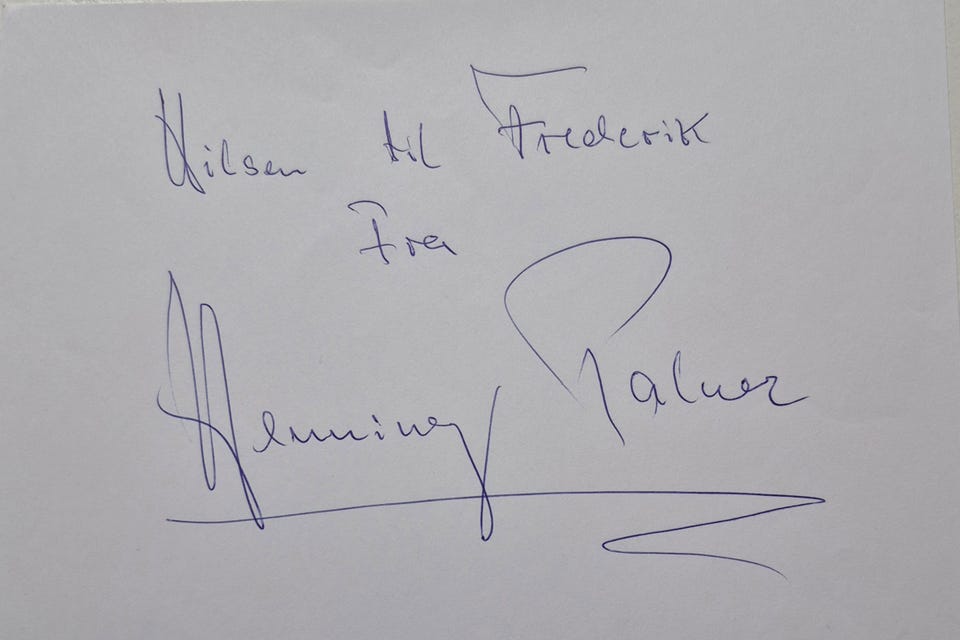 Hilsen til Frederik
Fra
Henning Palner